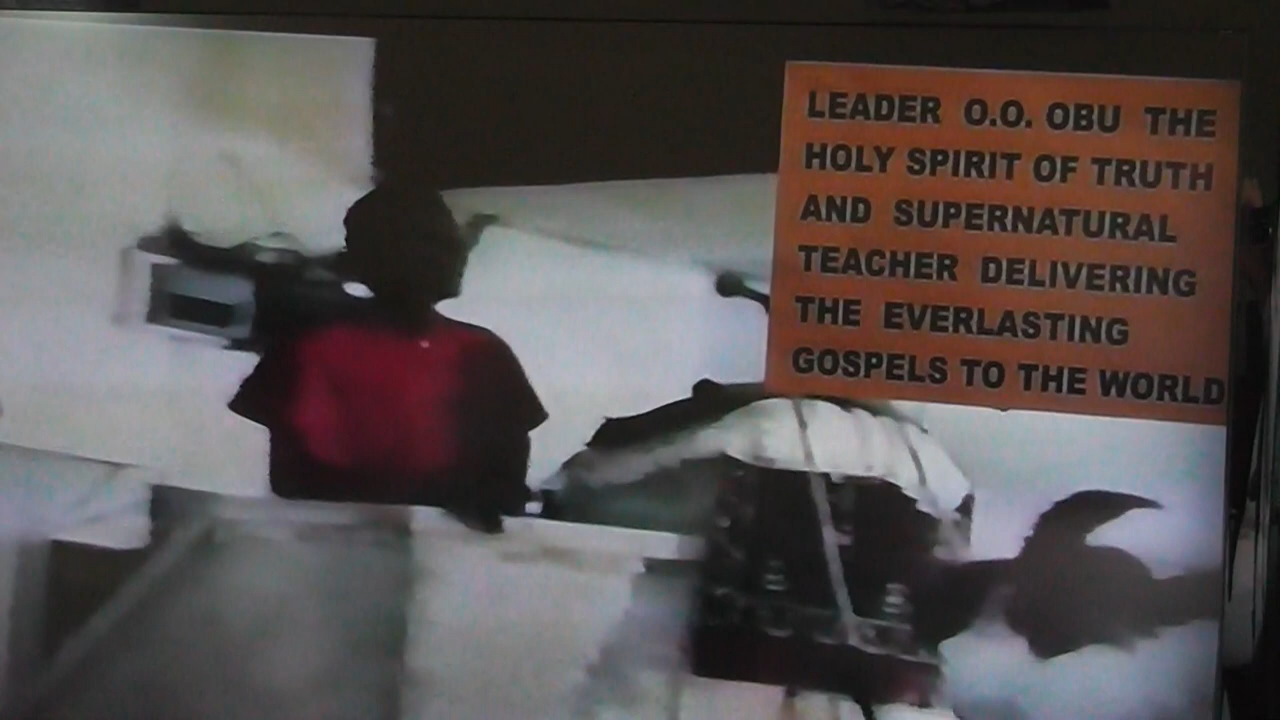 LEADER O.O. OBU THE
HOLY SPIRIT OF TRUTH
AND SUPERNATURAL
TEACHER DELIVERING
THE EVERLASTING
GOSPELS TO THE WORLD